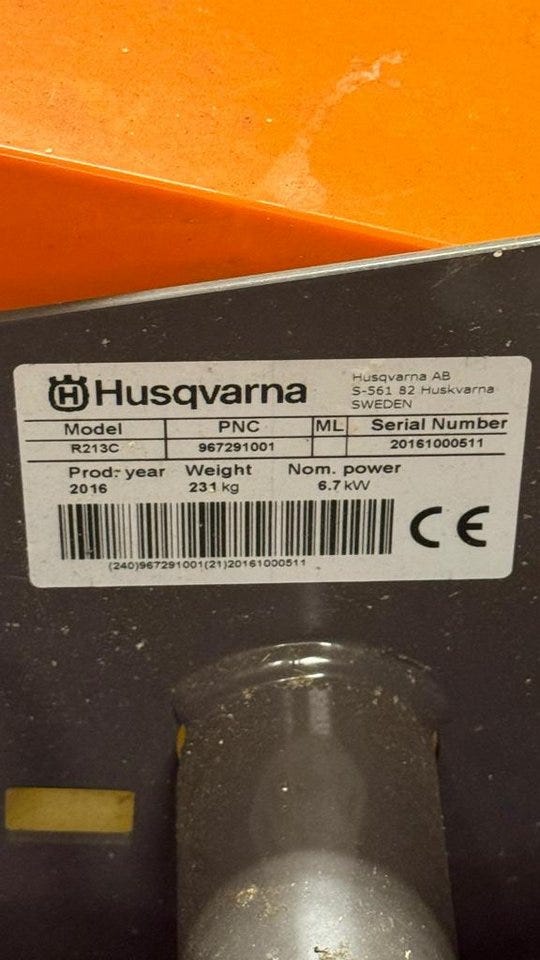 Husqvarna
Husqvarna AB
S-561 82 Huskvarna
SWEDEN
Model PNC ML Serial Number
R213C 967291001 20161000511
Prod. year Weight Nom. power
2016 231 kg 6.7 kW
CE
(240)967291001(21)20161000511